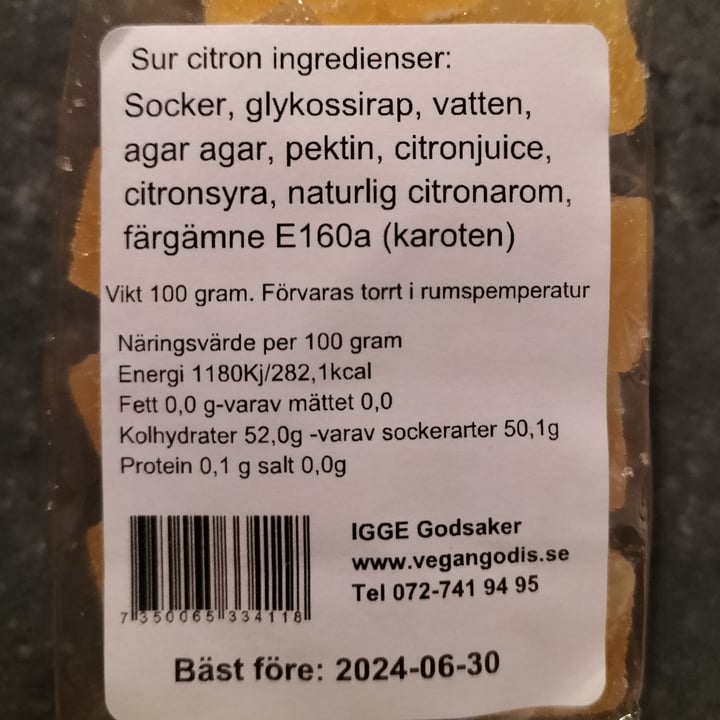 Sur citron ingredienser:
Socker, glykossirap, vatten,
agar agar, pektin, citronjuice,
citronsyra, naturlig citronarom,
färgämne E160a (karoten)
Vikt 100 gram. Förvaras torrt i rumspemperatur
Näringsvärde per 100 gram
Energi 1180Kj/282,1kcal
Fett 0,0 g-varav mättet 0,0
Kolhydrater 52,0g -varav sockerarter 50,1g
Protein 0,1 g salt 0,0g
IGGE Godsaker
www.vegangodis.se
Tel 072-741 94 95
7 350065 334118
Bäst före: 2024-06-30